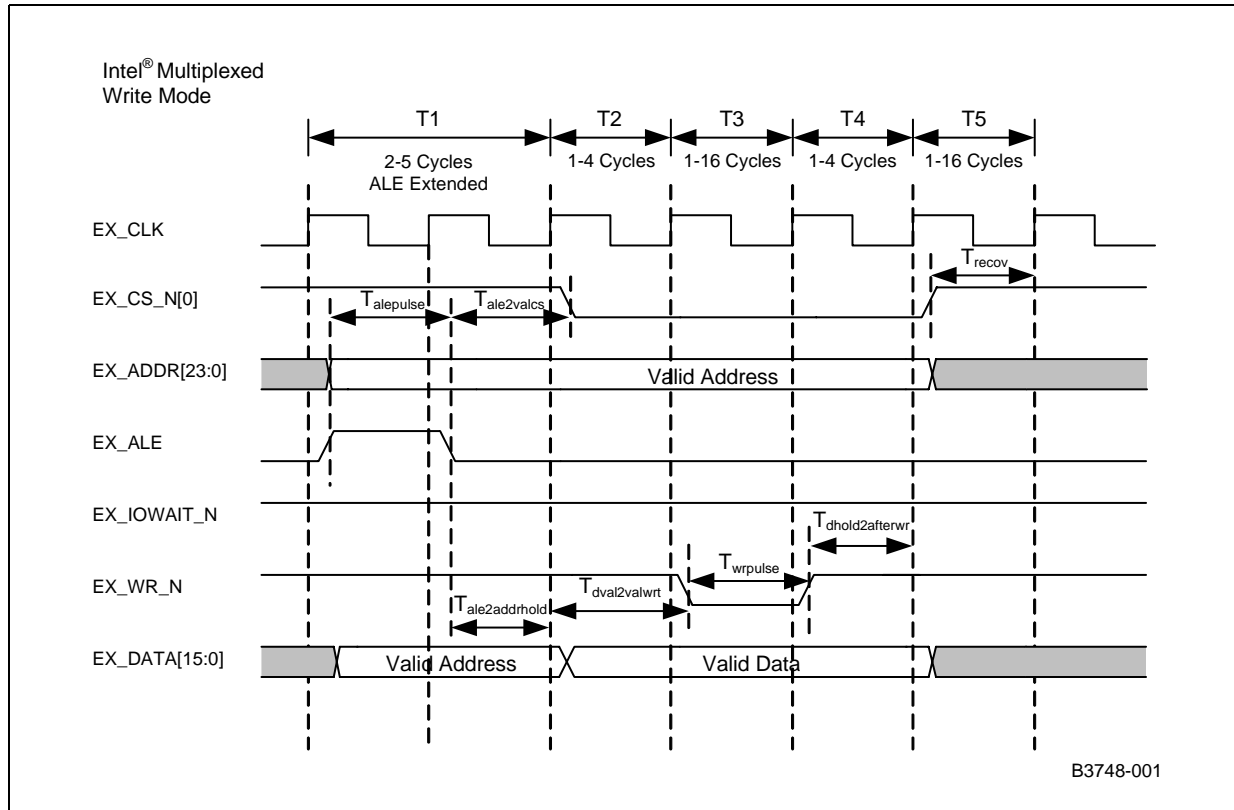 Intel® Multiplexed
Write Mode
T1 T2 T3 T4 T5
2-5 Cycles 1-4 Cycles 1-16 Cycles 1-4 Cycles 1-16 Cycles
ALE Extended
EX_CLK
Trecov
EX_CS_N[0]
Talepulse Tale2valcs
EX_ADDR[23:0]
Valid Address
EX_ALE
EX_IOWAIT_N
Tdhold2afterwr
Twrpulse
EX_WR_N
Tdval2valwrt
Tale2addrhold
EX_DATA[15:0]
Valid Address Valid Data
B3748-001